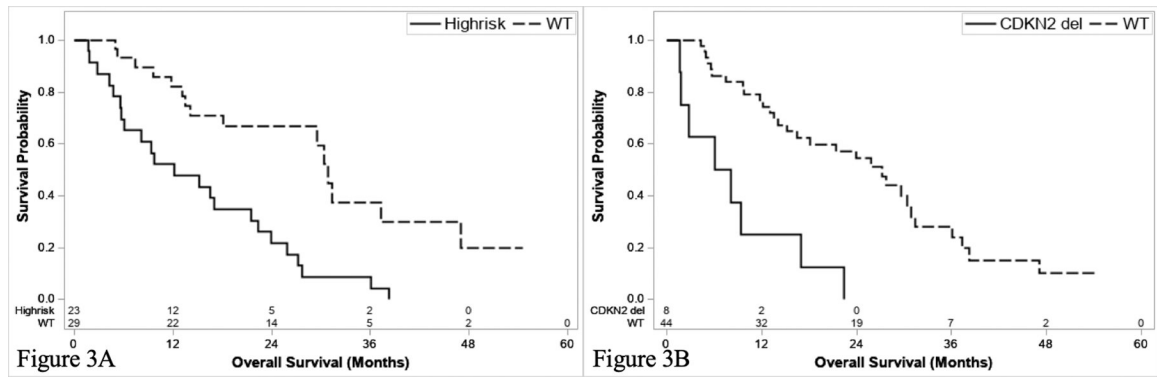 Highrisk WT
Survival Probability
1.0
0.8
0.6
0.4
0.2
0.0
Highrisk 23 12 5 2 0
WT 29 22 14 5 2 0
0 12 24 36 48 60
Overall Survival (Months)
Figure 3A
CDKN2 del WT
Survival Probability
1.0
0.8
0.6
0.4
0.2
0.0
CDKN2 del 8 2 0
WT 44 32 19 7 2 0
0 12 24 36 48 60
Overall Survival (Months)
Figure 3B